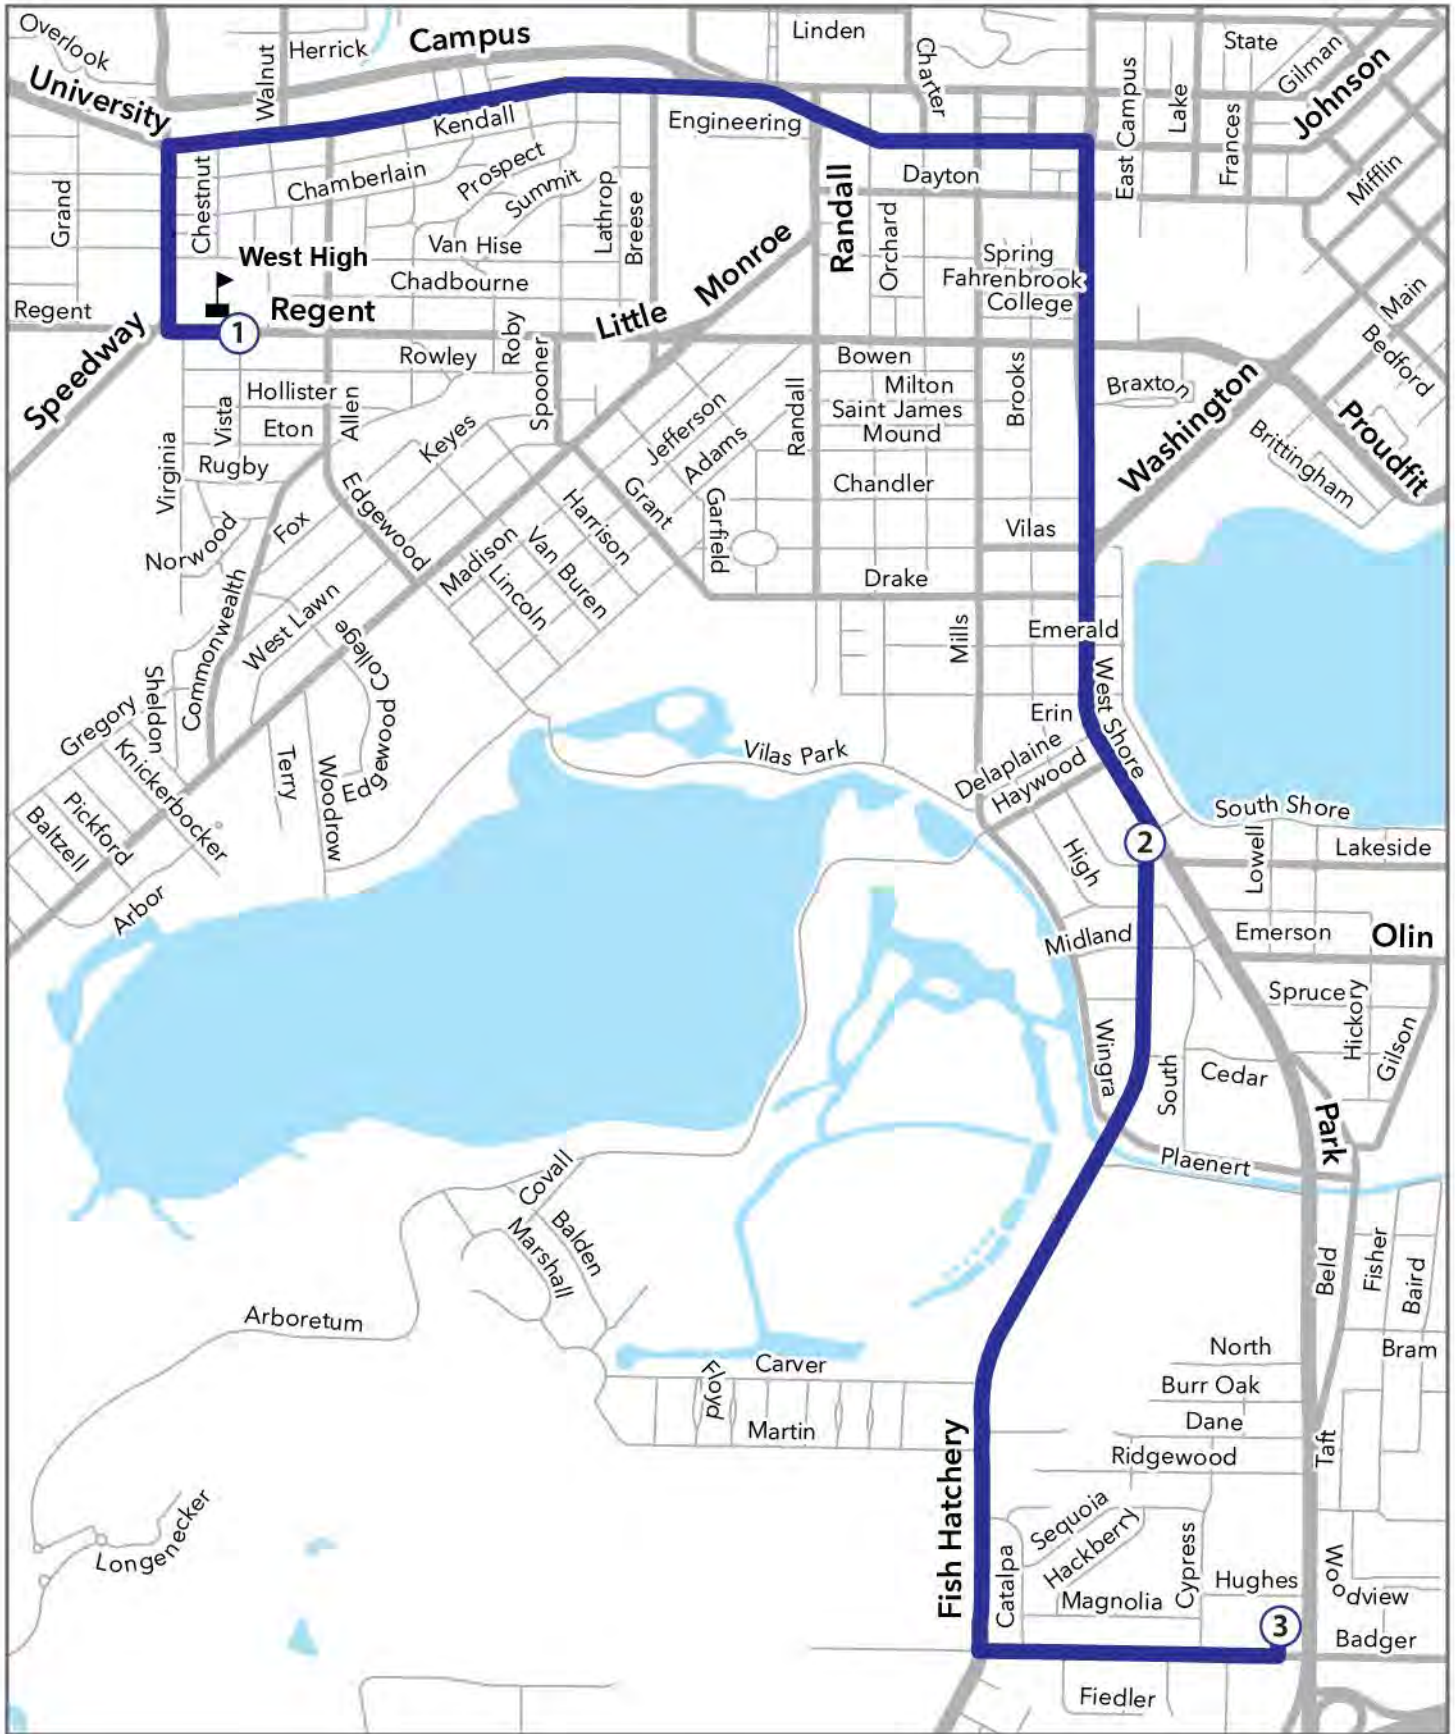 Overlook
Walnut
Herrick
Campus
Linden
Charter
State
Gilman
Johnson
University
Kendall
Engineering
East Campus
Lake
Frances
Mifflin
Grand
Chestnut
Chamberlain
Prospect
Summit
Lathrop
Breese
Dayton
Randall
Orchard
Van Hise
West High
Chadbourne
Little Monroe
Spring
Fahrenbrook
College
Main
Bedford
Regent
Speedway
1
Regent
Roby
Spooner
Rowley
Bowen
Milton
Saint James
Mound
Brooks
Braxton
Washington
Proudfit
Brittingham
Hollister
Vista
Eton
Allen
Virginia
Rugby
Keyes
Jefferson
Adams
Randall
Grant
Garfield
Chandler
Vilas
Drake
Norwood
Fox
Edgewood
Harrison
Madison
Van Buren
Lincoln
Commonwealth
West Lawn
Edgewood College
Mills
Emerald
West Shore
Erin
Sheldon
Gregory
Knickerbocker
Terry
Woodrow
Vilas Park
Delaplaine
Haywood
Pickford
Baltzell
Arbor
South Shore
2
High
Lowell
Lakeside
Midland
Emerson
Olin
Spruce
Hickory
Gilson
Wingra
South
Cedar
Park
Plaenert
Covall
Balden
Marshall
Beld
Fisher
Baird
Arboretum
Carver
Floyd
Martin
North
Bram
Burr Oak
Dane
Taft
Ridgewood
Fish Hatchery
Longenecker
Sequoia
Hackberry
Catalpa
Cypress
Magnolia
Hughes
Woodview
3
Badger
Fiedler